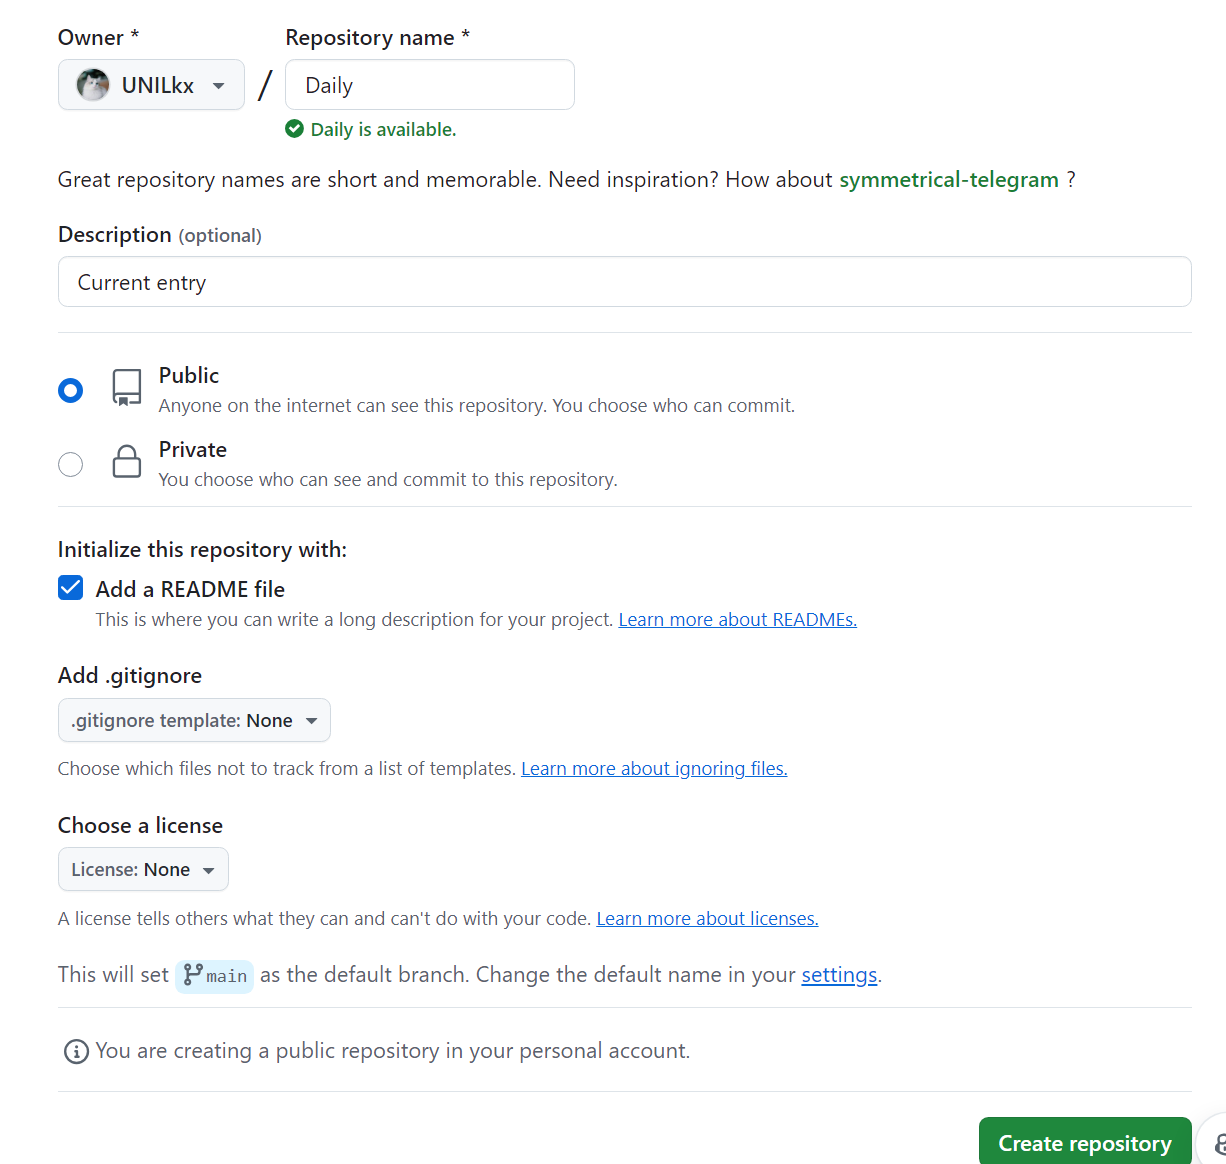 Owner *
Repository name *
UNILkx
/
Daily
Daily is available.
Great repository names are short and memorable. Need inspiration? How about symmetrical-telegram ?
Description (optional)
Current entry
Public
Anyone on the internet can see this repository. You choose who can commit.
Private
You choose who can see and commit to this repository.
Initialize this repository with:
Add a README file
This is where you can write a long description for your project. Learn more about READMEs.
Add .gitignore
.gitignore template: None
Choose which files not to track from a list of templates. Learn more about ignoring files.
Choose a license
License: None
A license tells others what they can and can't do with your code. Learn more about licenses.
This will set main as the default branch. Change the default name in your settings.
You are creating a public repository in your personal account.
Create repository